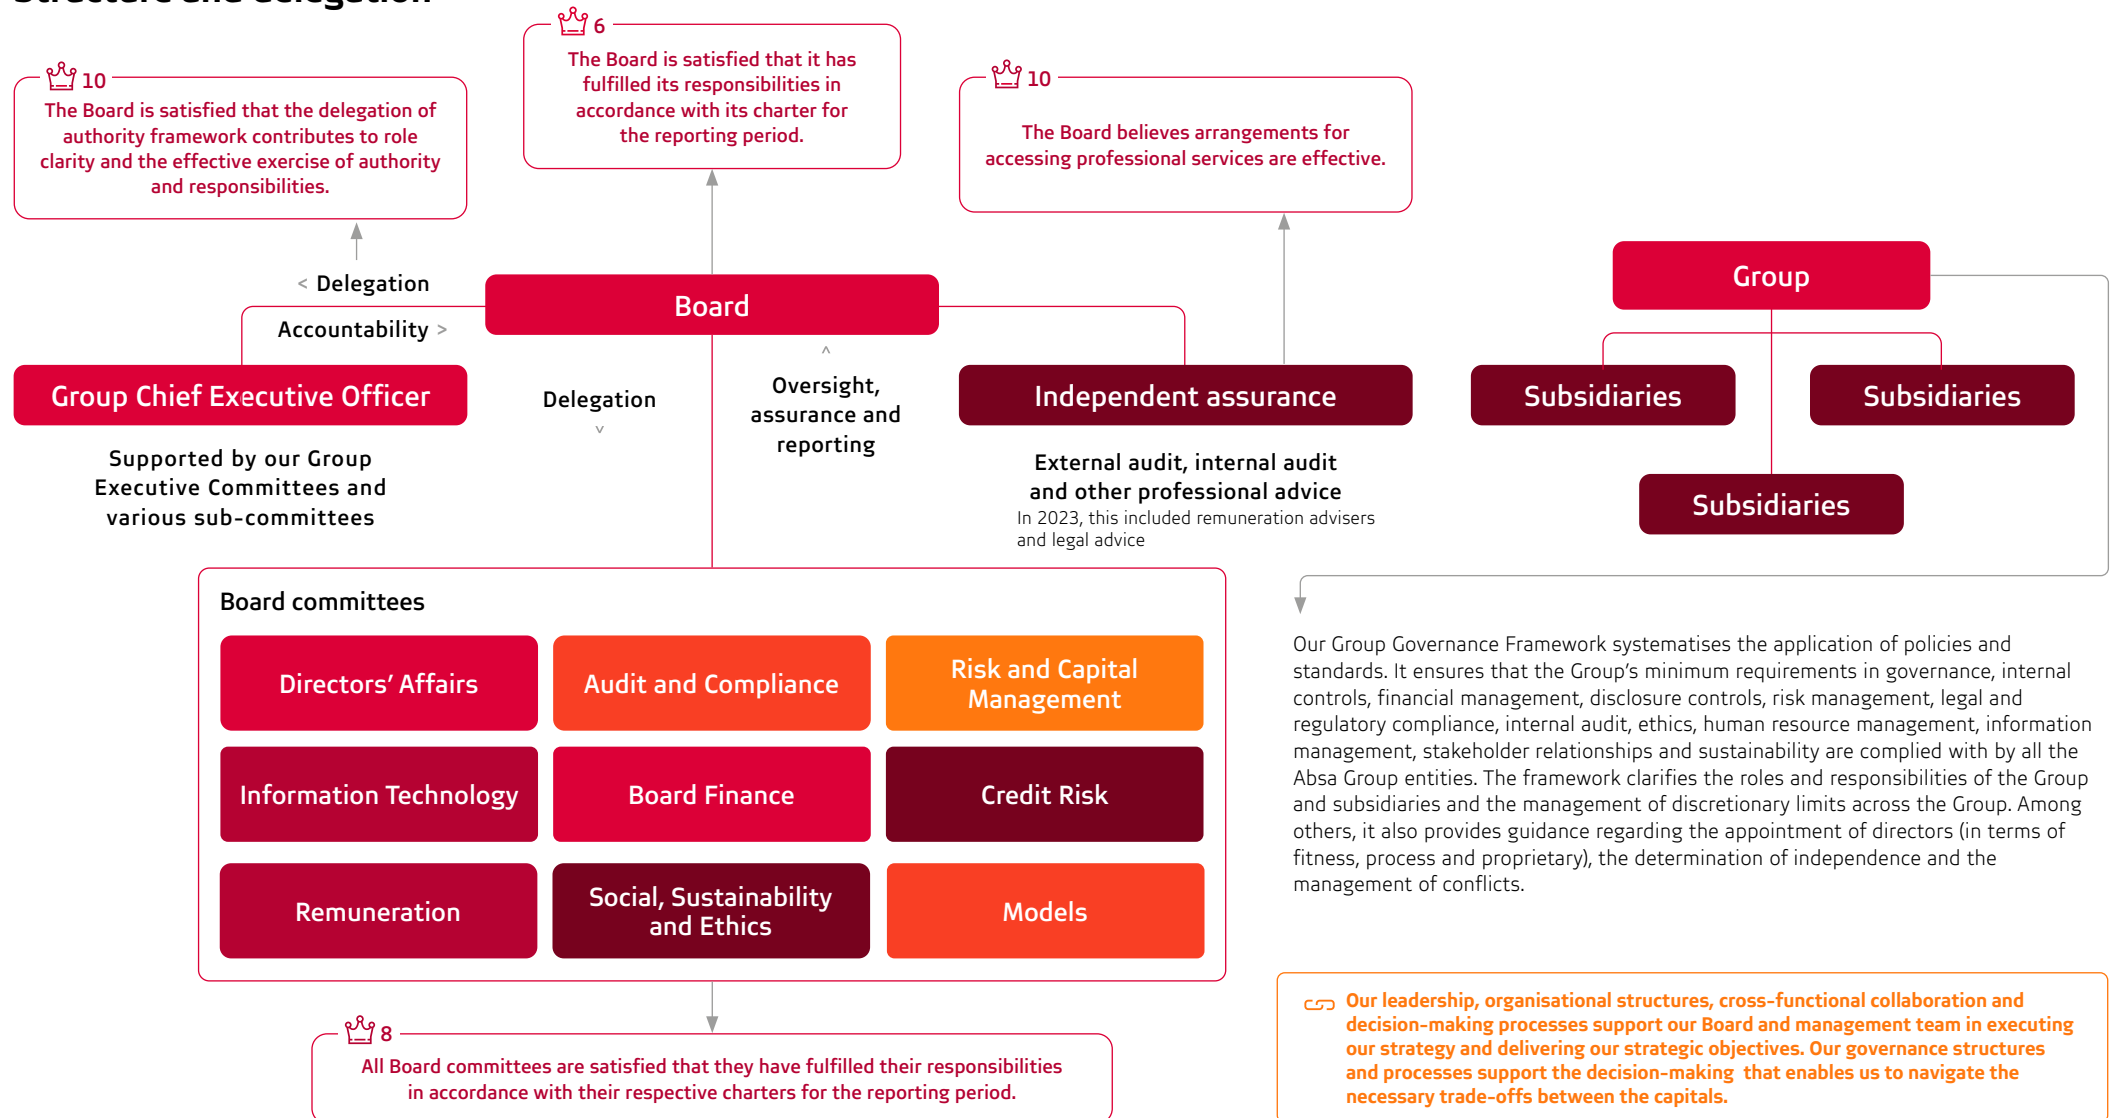 Structure and delegation
10
The Board is satisfied that the delegation of
authority framework contributes to role
clarity and the effective exercise of authority
and responsibilities.
6
The Board is satisfied that it has
fulfilled its responsibilities in
accordance with its charter for
the reporting period.
10
The Board believes arrangements for
accessing professional services are effective.
< Delegation
Accountability >
Board
Group Chief Executive Officer
Supported by our Group
Executive Committees and
various sub-committees
Delegation
Oversight,
assurance and
reporting
Independent assurance
External audit, internal audit
and other professional advice
In 2023, this included remuneration advisers
and legal advice
Group
Subsidiaries
Subsidiaries
Subsidiaries
Board committees
Directors’ Affairs
Audit and Compliance
Risk and Capital
Management
Information Technology
Board Finance
Credit Risk
Remuneration
Social, Sustainability
and Ethics
Models
8
All Board committees are satisfied that they have fulfilled their responsibilities
in accordance with their respective charters for the reporting period.
Our Group Governance Framework systematises the application of policies and
standards. It ensures that the Group’s minimum requirements in governance, internal
controls, financial management, disclosure controls, risk management, legal and
regulatory compliance, internal audit, ethics, human resource management, information
management, stakeholder relationships and sustainability are complied with by all the
Absa Group entities. The framework clarifies the roles and responsibilities of the Group
and subsidiaries and the management of discretionary limits across the Group. Among
others, it also provides guidance regarding the appointment of directors (in terms of
fitness, process and proprietary), the determination of independence and the
management of conflicts.
Our leadership, organisational structures, cross-functional collaboration and
decision-making processes support our Board and management team in executing
our strategy and delivering our strategic objectives. Our governance structures
and processes support the decision-making that enables us to navigate the
necessary trade-offs between the capitals.